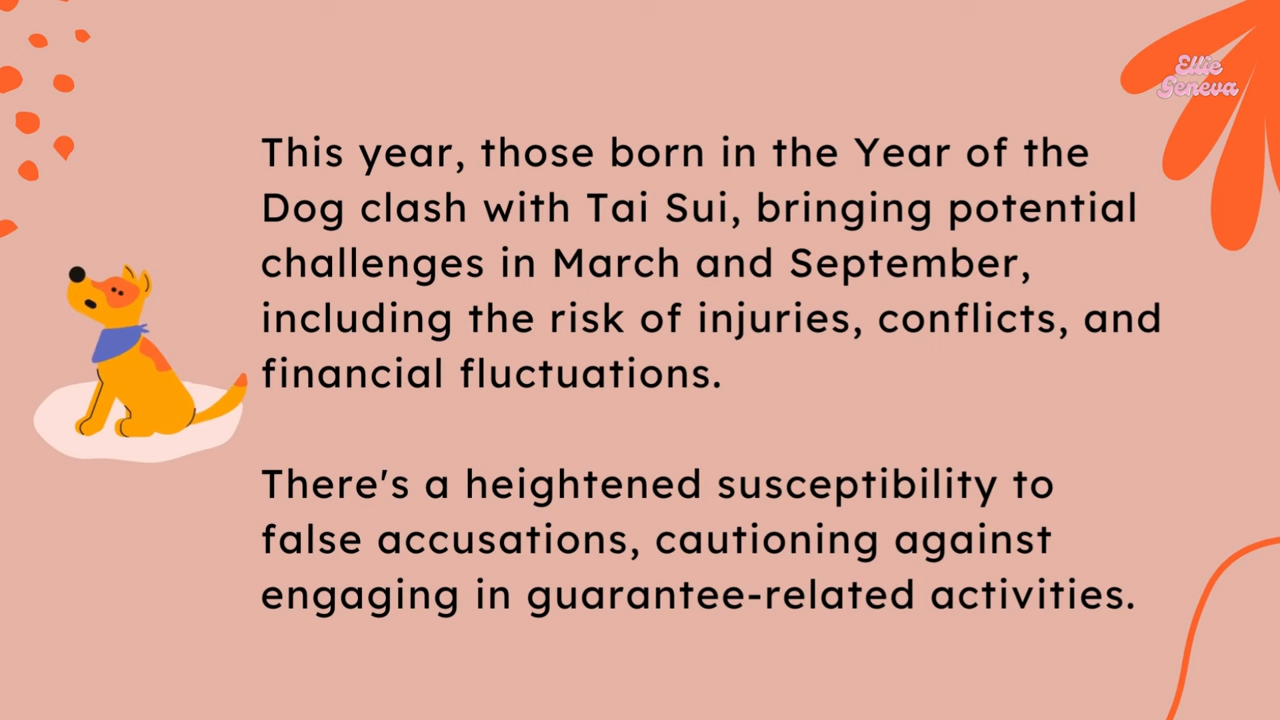 Ellie
Geneva
This year, those born in the Year of the
Dog clash with Tai Sui, bringing potential
challenges in March and September,
including the risk of injuries, conflicts, and
financial fluctuations.
There's a heightened susceptibility to
false accusations, cautioning against
engaging in guarantee-related activities.